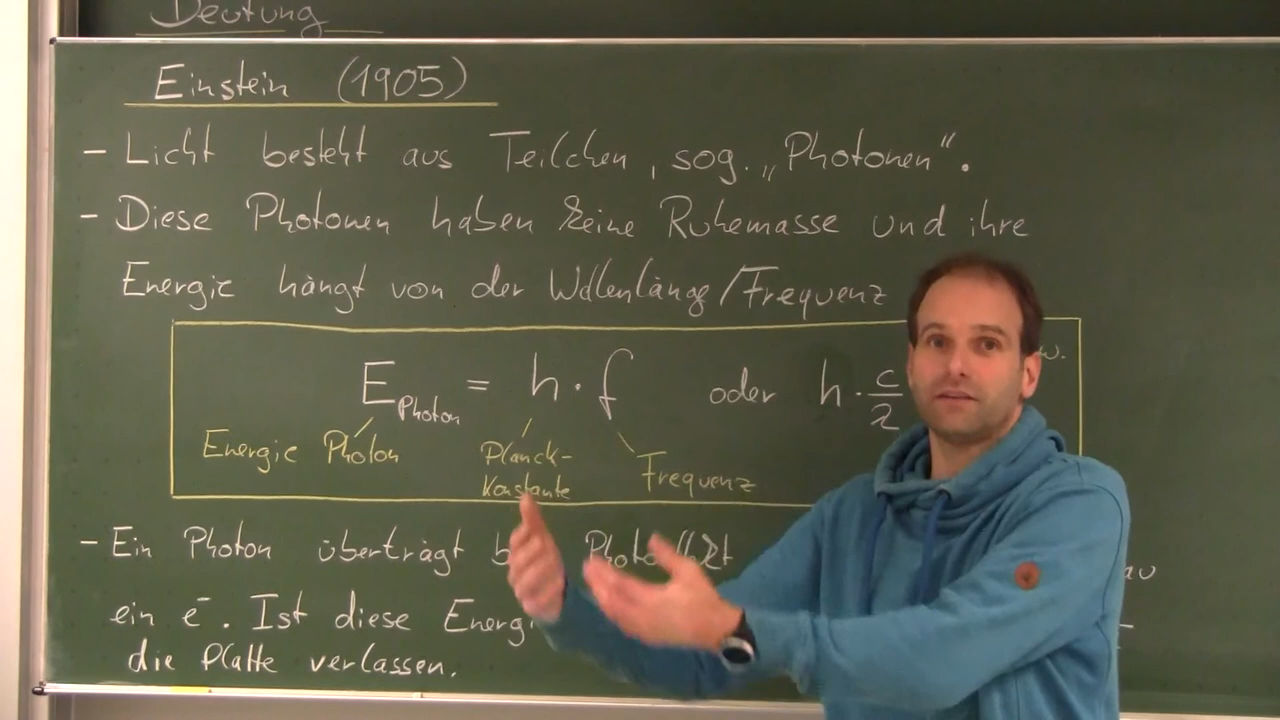 Deutung
Einstein (1905)
- Licht besteht aus Teilchen, sog. „Photonen“.
- Diese Photonen haben keine Ruhemasse und ihre
Energie hängt von der Wellenlänge/Frequenz
E_Photon = h · f oder h · c/λ
Energie Photon
Planck-
Konstante
Frequenz
- Ein Photon überträgt
ein e⁻. Ist diese
die Platte verlassen.